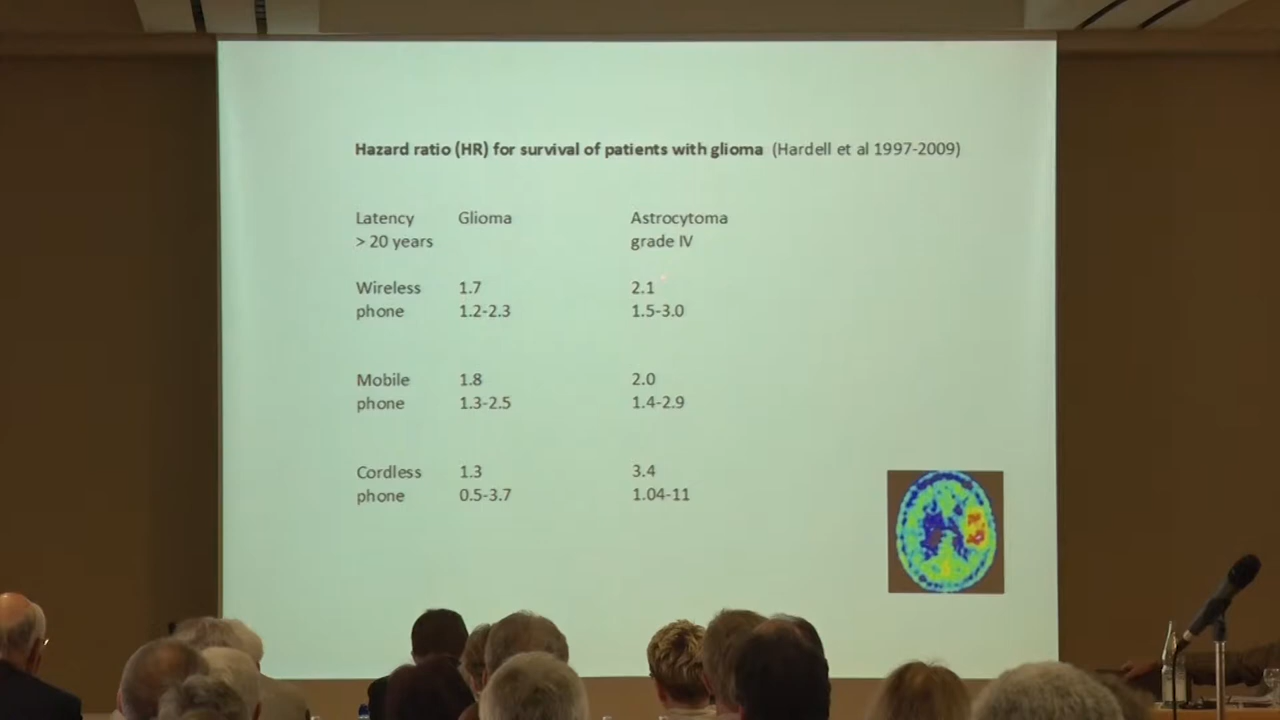 Hazard ratio (HR) for survival of patients with glioma (Hardell et al 1997-2009)
Latency Glioma Astrocytoma
> 20 years grade IV
Wireless 1.7 2.1
phone 1.2-2.3 1.5-3.0
Mobile 1.8 2.0
phone 1.3-2.5 1.4-2.9
Cordless 1.3 3.4
phone 0.5-3.7 1.04-11